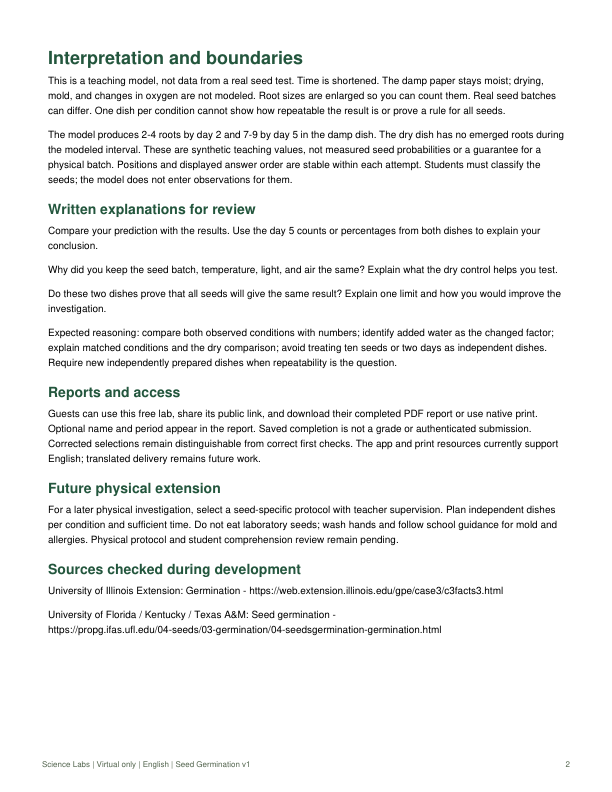 Interpretation and boundaries
This is a teaching model, not data from a real seed test. Time is shortened. The damp paper stays moist; drying,
mold, and changes in oxygen are not modeled. Root sizes are enlarged so you can count them. Real seed batches
can differ. One dish per condition cannot show how repeatable the result is or prove a rule for all seeds.
The model produces 2-4 roots by day 2 and 7-9 by day 5 in the damp dish. The dry dish has no emerged roots during
the modeled interval. These are synthetic teaching values, not measured seed probabilities or a guarantee for a
physical batch. Positions and displayed answer order are stable within each attempt. Students must classify the
seeds; the model does not enter observations for them.
Written explanations for review
Compare your prediction with the results. Use the day 5 counts or percentages from both dishes to explain your
conclusion.
Why did you keep the seed batch, temperature, light, and air the same? Explain what the dry control helps you test.
Do these two dishes prove that all seeds will give the same result? Explain one limit and how you would improve the
investigation.
Expected reasoning: compare both observed conditions with numbers; identify added water as the changed factor;
explain matched conditions and the dry comparison; avoid treating ten seeds or two days as independent dishes.
Require new independently prepared dishes when repeatability is the question.
Reports and access
Guests can use this free lab, share its public link, and download their completed PDF report or use native print.
Optional name and period appear in the report. Saved completion is not a grade or authenticated submission.
Corrected selections remain distinguishable from correct first checks. The app and print resources currently support
English; translated delivery remains future work.
Future physical extension
For a later physical investigation, select a seed-specific protocol with teacher supervision. Plan independent dishes
per condition and sufficient time. Do not eat laboratory seeds; wash hands and follow school guidance for mold and
allergies. Physical protocol and student comprehension review remain pending.
Sources checked during development
University of Illinois Extension: Germination - https://web.extension.illinois.edu/gpe/case3/c3facts3.html
University of Florida / Kentucky / Texas A&M: Seed germination -
https://propg.ifas.ufl.edu/04-seeds/03-germination/04-seedsgermination-germination.html
Science Labs | Virtual only | English | Seed Germination v1
2